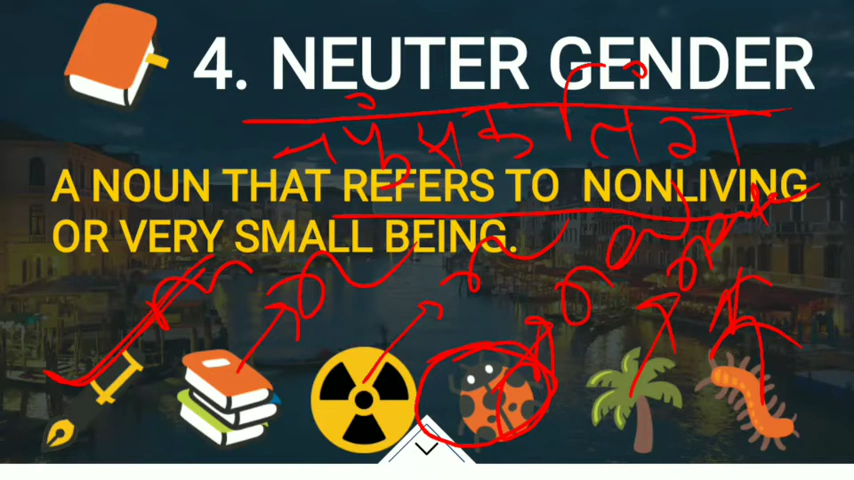 4. NEUTER GENDER
नपुंसक लिंग
A NOUN THAT REFERS TO NONLIVING
OR VERY SMALL BEING.